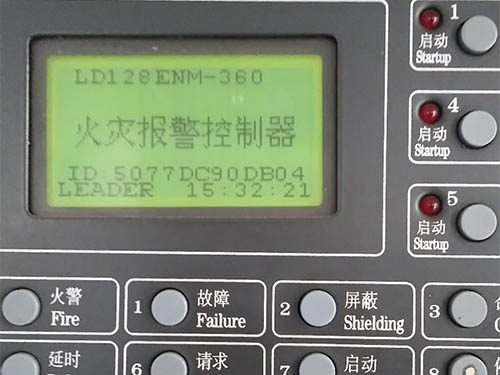 LD128ENM-360
火灾报警控制器
ID:5077DC90DB04
LEADER 15:32:21
1
启动
Startup
4
启动
Startup
5
启动
Startup
火警
Fire
1
故障
Failure
2
屏蔽
Shielding
3
延时
6
请求
7
启动
8